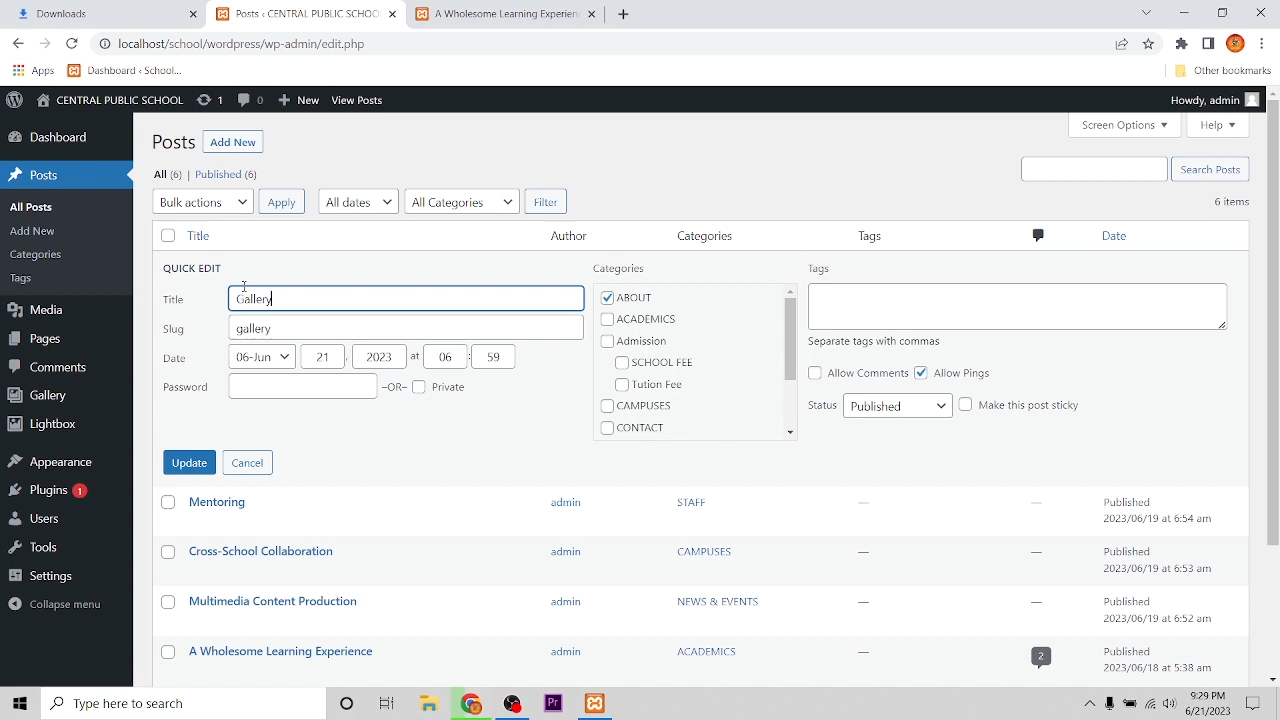 Downloads
Posts ‹ CENTRAL PUBLIC SCHOO
A Wholesome Learning Experienc
localhost/school/wordpress/wp-admin/edit.php
Apps
Dashboard ‹ School...
Other bookmarks
CENTRAL PUBLIC SCHOOL 1 0 New View Posts
Howdy, admin
Dashboard
Posts
All Posts
Add New
Categories
Tags
Media
Pages
Comments
Gallery
Lightbox
Appearance
Plugins 1
Users
Tools
Settings
Collapse menu
Posts Add New
Screen Options
Help
All (6) | Published (6)
Search Posts
Bulk actions Apply All dates All Categories Filter
6 items
Title Author Categories Tags Date
QUICK EDIT
Title Gallery
Slug gallery
Date 06-Jun 21 , 2023 at 06 : 59
Password –OR– Private
Categories
ABOUT
ACADEMICS
Admission
SCHOOL FEE
Tution Fee
CAMPUSES
CONTACT
Tags
Separate tags with commas
Allow Comments Allow Pings
Status Published Make this post sticky
Update Cancel
Mentoring admin STAFF — — Published
2023/06/19 at 6:54 am
Cross-School Collaboration admin CAMPUSES — — Published
2023/06/19 at 6:53 am
Multimedia Content Production admin NEWS & EVENTS — — Published
2023/06/19 at 6:52 am
A Wholesome Learning Experience admin ACADEMICS — 2 Published
2023/06/18 at 5:38 am
Type here to search
Pr
9:29 PM
6/21/2023